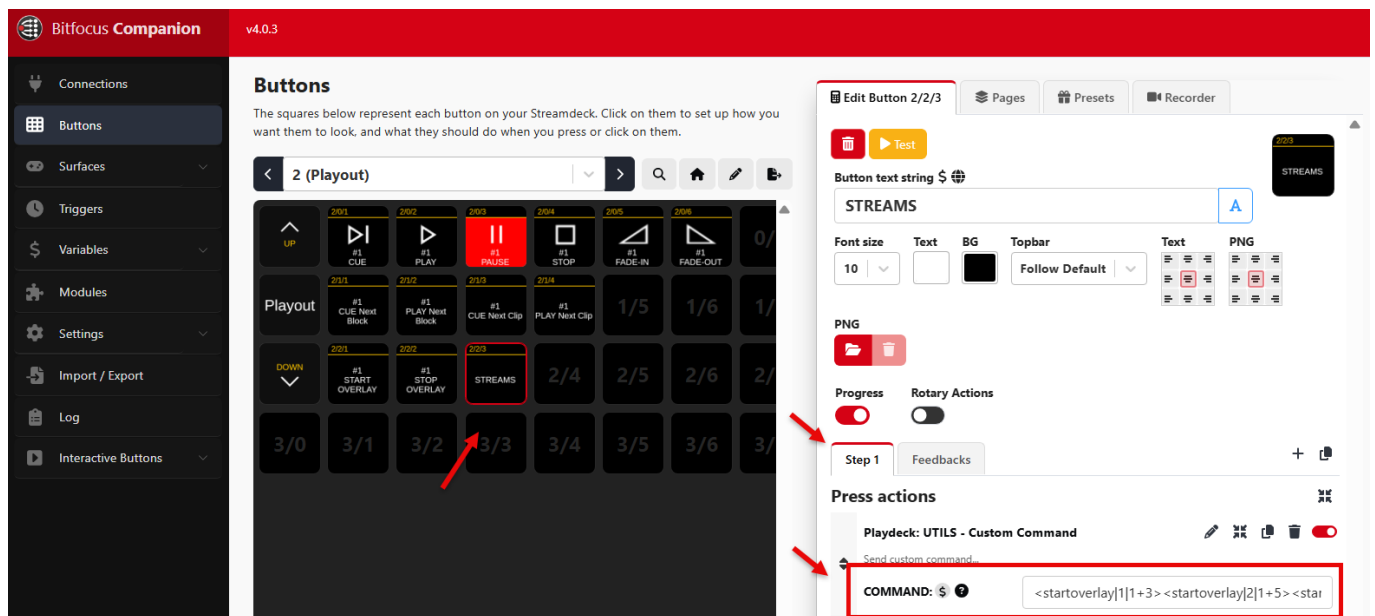 Bitfocus Companion
v4.0.3
Connections
Buttons
Surfaces
Triggers
Variables
Modules
Settings
Import / Export
Log
Interactive Buttons
Buttons
The squares below represent each button on your Streamdeck. Click on them to set up how you
want them to look, and what they should do when you press or click on them.
2 (Playout)
UP
2/0/1
#1
CUE
2/0/2
#1
PLAY
2/0/3
#1
PAUSE
2/0/4
#1
STOP
2/0/5
#1
FADE-IN
2/0/6
#1
FADE-OUT
0/
Playout
2/1/1
#1
CUE Next
Block
2/1/2
#1
PLAY Next
Block
2/1/3
#1
CUE Next Clip
2/1/4
#1
PLAY Next Clip
1/5
1/6
1/
DOWN
2/2/1
#1
START
OVERLAY
2/2/2
#1
STOP
OVERLAY
2/2/3
STREAMS
2/4
2/5
2/6
2/
3/0
3/1
3/2
3/3
3/4
3/5
3/6
3/
Edit Button 2/2/3
Pages
Presets
Recorder
Test
2/2/3
STREAMS
Button text string $
STREAMS
A
Font size
Text
BG
Topbar
Text
PNG
10
Follow Default
PNG
Progress
Rotary Actions
Step 1
Feedbacks
Press actions
Playdeck: UTILS - Custom Command
Send custom command...
COMMAND: $ ?
<startoverlay|1|1+3><startoverlay|2|1+5><star